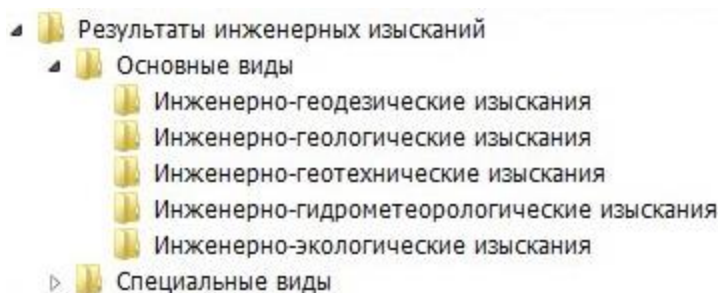 Результаты инженерных изысканий
Основные виды
Инженерно-геодезические изыскания
Инженерно-геологические изыскания
Инженерно-геотехнические изыскания
Инженерно-гидрометеорологические изыскания
Инженерно-экологические изыскания
Специальные виды